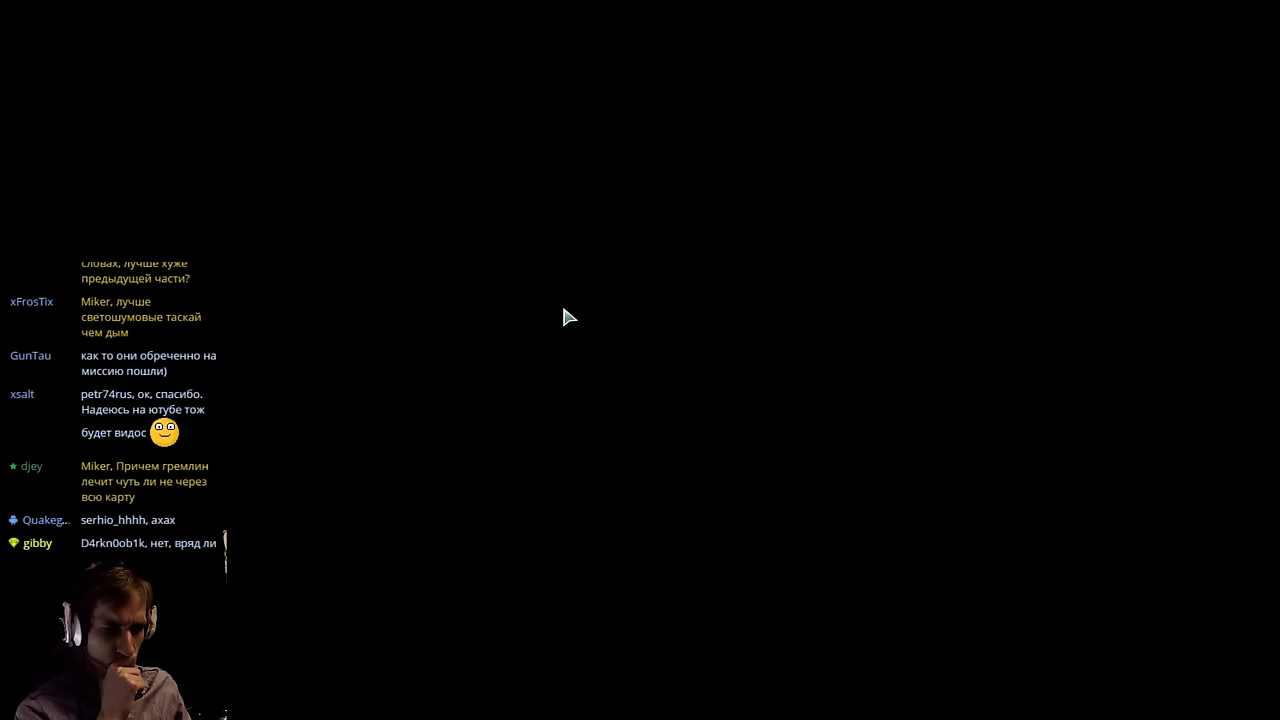 словах, лучше хуже
предыдущей части?
xFrosTix Miker, лучше
светошумовые таскай
чем дым
GunTau как то они обреченно на
миссию пошли)
xsalt petr74rus, ок, спасибо.
Надеюсь на ютубе тож
будет видос
djey Miker, Причем гремлин
лечит чуть ли не через
всю карту
Quakeg... serhio_hhhh, ахах
gibby D4rkn0ob1k, нет, вряд ли